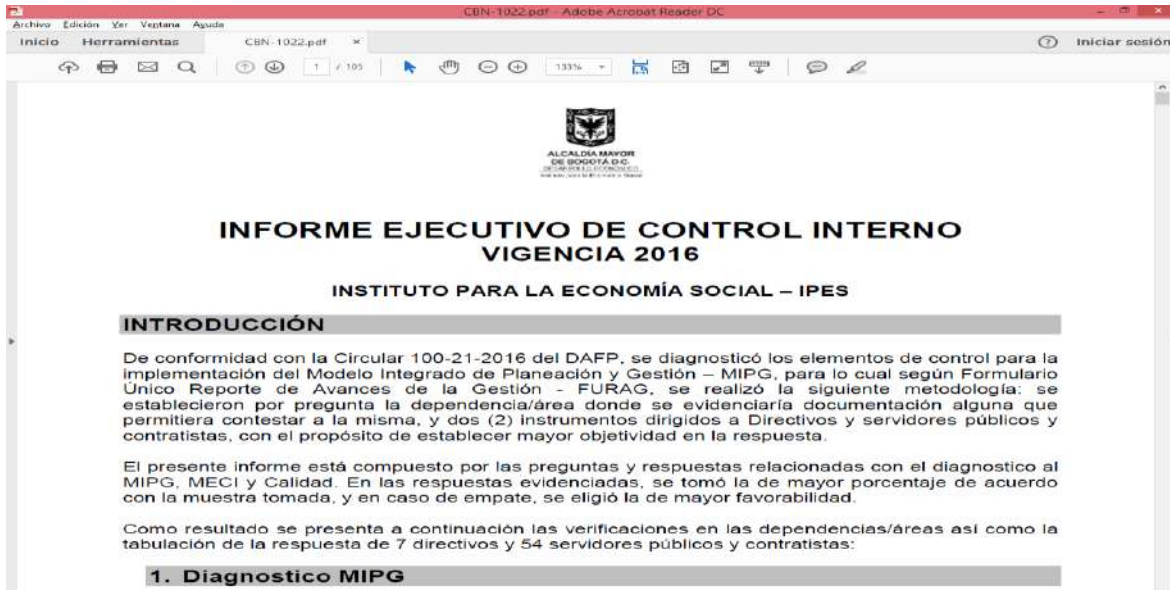 CBN-1022.pdf - Adobe Acrobat Reader DC
Archivo Edición Ver Ventana Ayuda
Inicio Herramientas CBN-1022.pdf × Iniciar sesión
1 / 105 133%
ALCALDÍA MAYOR
DE BOGOTÁ D.C.
INFORME EJECUTIVO DE CONTROL INTERNO
VIGENCIA 2016
INSTITUTO PARA LA ECONOMÍA SOCIAL – IPES
INTRODUCCIÓN
De conformidad con la Circular 100-21-2016 del DAFP, se diagnosticó los elementos de control para la
implementación del Modelo Integrado de Planeación y Gestión – MIPG, para lo cual según Formulario
Único Reporte de Avances de la Gestión - FURAG, se realizó la siguiente metodología: se
establecieron por pregunta la dependencia/área donde se evidenciaría documentación alguna que
permitiera contestar a la misma, y dos (2) instrumentos dirigidos a Directivos y servidores públicos y
contratistas, con el propósito de establecer mayor objetividad en la respuesta.
El presente informe está compuesto por las preguntas y respuestas relacionadas con el diagnostico al
MIPG, MECI y Calidad. En las respuestas evidenciadas, se tomó la de mayor porcentaje de acuerdo
con la muestra tomada, y en caso de empate, se eligió la de mayor favorabilidad.
Como resultado se presenta a continuación las verificaciones en las dependencias/áreas así como la
tabulación de la respuesta de 7 directivos y 54 servidores públicos y contratistas:
1. Diagnostico MIPG